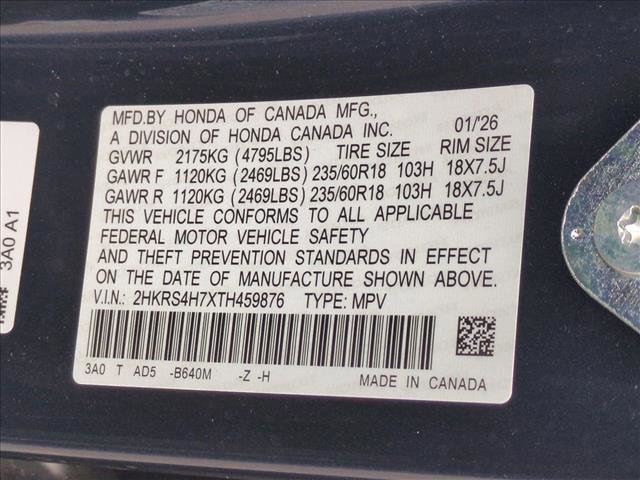 MFD.BY HONDA OF CANADA MFG.,
A DIVISION OF HONDA CANADA INC. 01/'26
GVWR 2175KG (4795LBS) TIRE SIZE RIM SIZE
GAWR F 1120KG (2469LBS) 235/60R18 103H 18X7.5J
GAWR R 1120KG (2469LBS) 235/60R18 103H 18X7.5J
THIS VEHICLE CONFORMS TO ALL APPLICABLE
FEDERAL MOTOR VEHICLE SAFETY
AND THEFT PREVENTION STANDARDS IN EFFECT
ON THE DATE OF MANUFACTURE SHOWN ABOVE.
V.I.N.: 2HKRS4H7XTH459876 TYPE: MPV
3A0 T AD5 -B640M -Z -H MADE IN CANADA
3A0 A1